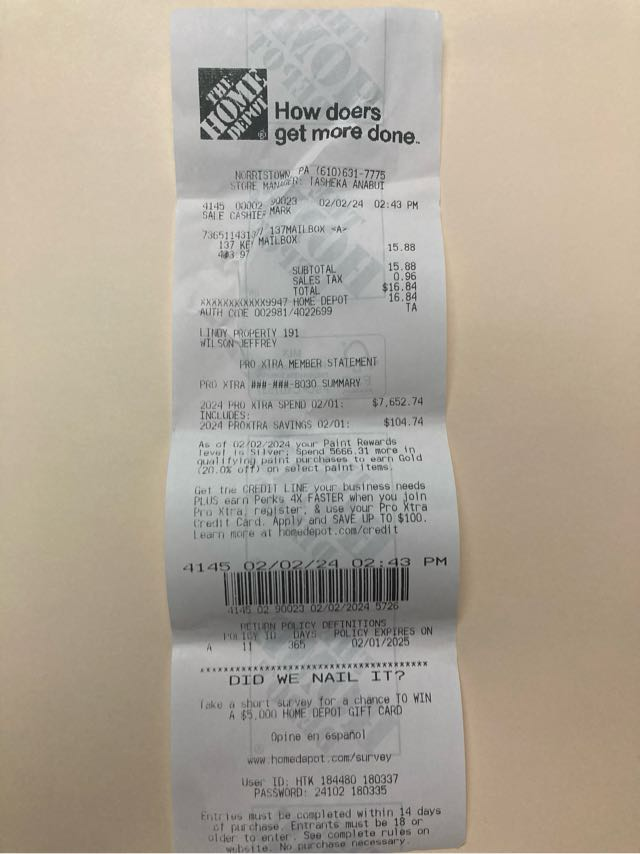 THE
HOME
DEPOT
How doers
get more done.
NORRISTOWN, PA (610)631-7775
STORE MANAGER: TASHEKA ANABUI
4145 00002 90023 02/02/24 02:43 PM
SALE CASHIER MARK
137MAILBOX <A>
137 KEY MAILBOX
4@3.97 15.88
SUBTOTAL 15.88
SALES TAX 0.96
TOTAL $16.84
XXXXXXXXXXXX9947 HOME DEPOT 16.84
AUTH CODE 002981/4022699 TA
LINDY PROPERTY 191
WILSON JEFFREY
PRO XTRA MEMBER STATEMENT
PRO XTRA ###-###-8030 SUMMARY
2024 PRO XTRA SPEND 02/01: $7,652.74
INCLUDES:
2024 PROXTRA SAVINGS 02/01: $104.74
As of 02/02/2024 your Paint Rewards
level is Silver; Spend 5666.31 more in
qualifying paint purchases to earn Gold
(20.0% off) on select paint items.
Get the CREDIT LINE your business needs
PLUS earn Perks 4X FASTER when you join
Pro Xtra, register, & use your Pro Xtra
Credit Card. Apply and SAVE UP TO $100.
Learn more at homedepot.com/credit
4145 02/02/24 02:43 PM
4145 02 90023 02/02/2024 5726
RETURN POLICY DEFINITIONS
POLICY ID DAYS POLICY EXPIRES ON
A 11 365 02/01/2025
DID WE NAIL IT?
Take a short survey for a chance TO WIN
A $5,000 HOME DEPOT GIFT CARD
Opine en español
www.homedepot.com/survey
User ID: HTK 184480 180337
PASSWORD: 24102 180335
Entries must be completed within 14 days
of purchase. Entrants must be 18 or
older to enter. See complete rules on
website. No purchase necessary.